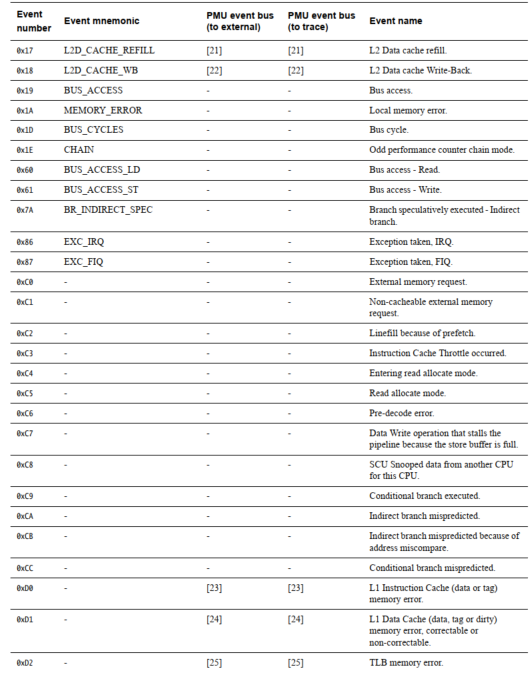 Event number Event mnemonic PMU event bus (to external) PMU event bus (to trace) Event name
0x17 L2D_CACHE_REFILL [21] [21] L2 Data cache refill.
0x18 L2D_CACHE_WB [22] [22] L2 Data cache Write-Back.
0x19 BUS_ACCESS - - Bus access.
0x1A MEMORY_ERROR - - Local memory error.
0x1D BUS_CYCLES - - Bus cycle.
0x1E CHAIN - - Odd performance counter chain mode.
0x60 BUS_ACCESS_LD - - Bus access - Read.
0x61 BUS_ACCESS_ST - - Bus access - Write.
0x7A BR_INDIRECT_SPEC - - Branch speculatively executed - Indirect
branch.
0x86 EXC_IRQ - - Exception taken, IRQ.
0x87 EXC_FIQ - - Exception taken, FIQ.
0xC0 - - - External memory request.
0xC1 - - - Non-cacheable external memory
request.
0xC2 - - - Linefill because of prefetch.
0xC3 - - - Instruction Cache Throttle occurred.
0xC4 - - - Entering read allocate mode.
0xC5 - - - Read allocate mode.
0xC6 - - - Pre-decode error.
0xC7 - - - Data Write operation that stalls the
pipeline because the store buffer is full.
0xC8 - - - SCU Snooped data from another CPU
for this CPU.
0xC9 - - - Conditional branch executed.
0xCA - - - Indirect branch mispredicted.
0xCB - - - Indirect branch mispredicted because of
address miscompare.
0xCC - - - Conditional branch mispredicted.
0xD0 - [23] [23] L1 Instruction Cache (data or tag)
memory error.
0xD1 - [24] [24] L1 Data Cache (data, tag or dirty)
memory error, correctable or
non-correctable.
0xD2 - [25] [25] TLB memory error.